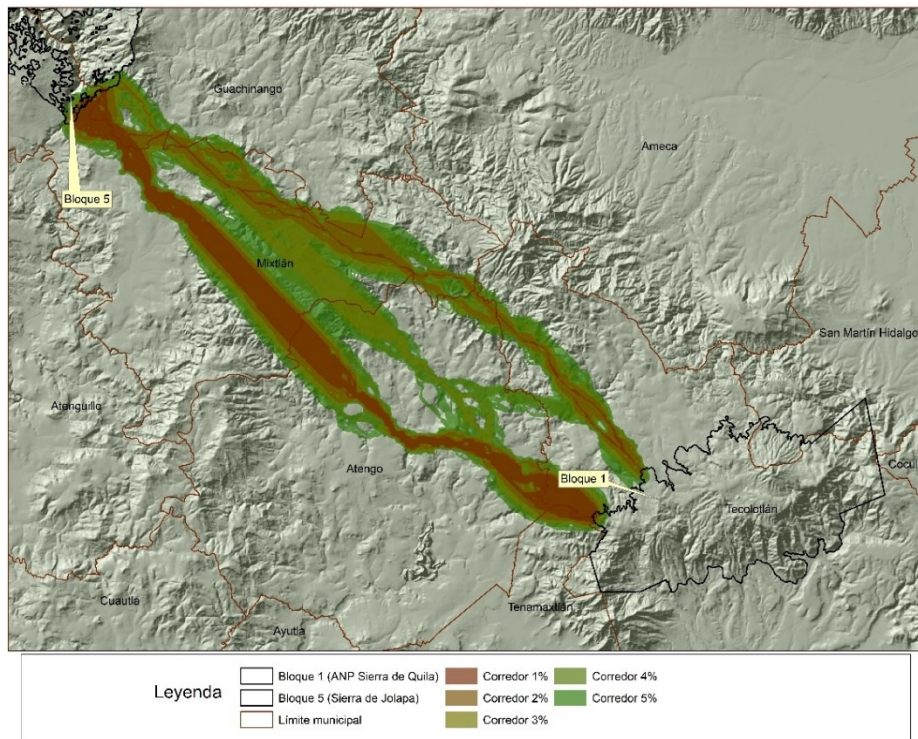 Guachinango
Ameca
Bloque 5
Mixtlán
San Martín Hidalgo
Atenguillo
Atengo
Bloque 1
Cocu
Tecolotlán
Cuautla
Tenamaxtlán
Ayutla
Leyenda
Bloque 1 (ANP Sierra de Quila)
Bloque 5 (Sierra de Jolapa)
Límite municipal
Corredor 1%
Corredor 2%
Corredor 3%
Corredor 4%
Corredor 5%